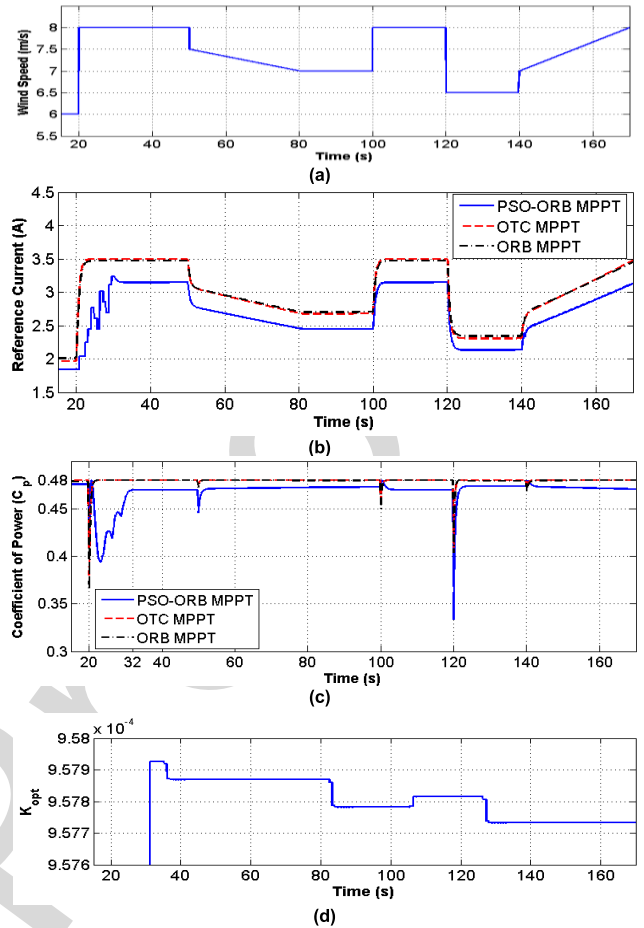 8
7.5
7
6.5
6
5.5
Wind Speed (m/s)
20 40 60 80 100 120 140 160
Time (s)
(a)
4.5
4
3.5
3
2.5
2
1.5
Reference Current (A)
PSO-ORB MPPT
OTC MPPT
ORB MPPT
20 40 60 80 100 120 140 160
Time (s)
(b)
0.48
0.45
0.4
0.35
0.3
Coefficient of Power (Cp)
PSO-ORB MPPT
OTC MPPT
ORB MPPT
20 32 40 60 80 100 120 140 160
Time (s)
(c)
x 10-4
9.58
9.579
9.578
9.577
9.576
Kopt
20 40 60 80 100 120 140 160
Time (s)
(d)